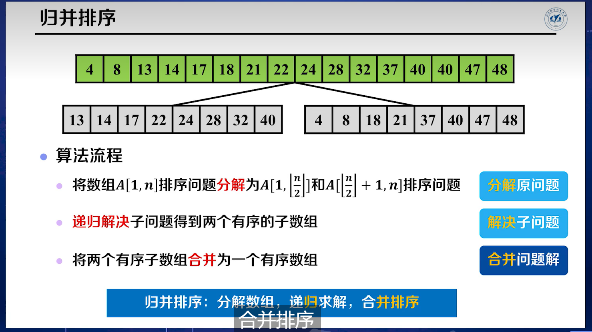 归并排序
4 8 13 14 17 18 21 22 24 28 32 37 40 40 47 48
13 14 17 22 24 28 32 40 4 8 18 21 37 40 47 48
算法流程
将数组A[1,n]排序问题分解为A[1,⌊n/2⌋]和A[⌊n/2⌋+1,n]排序问题 分解原问题
递归解决子问题得到两个有序的子数组 解决子问题
将两个有序子数组合并为一个有序数组 合并问题解
归并排序：分解数组，递归求解，合并排序
合并排序